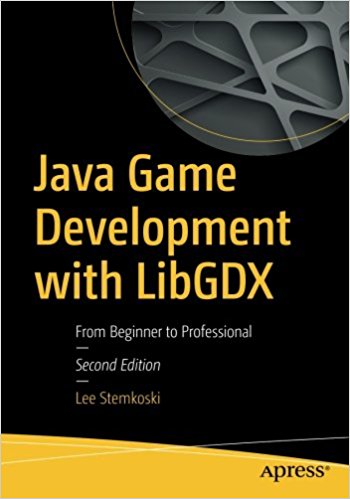 Java Game
Development
with LibGDX
From Beginner to Professional
—
Second Edition
—
Lee Stemkoski
Apress®